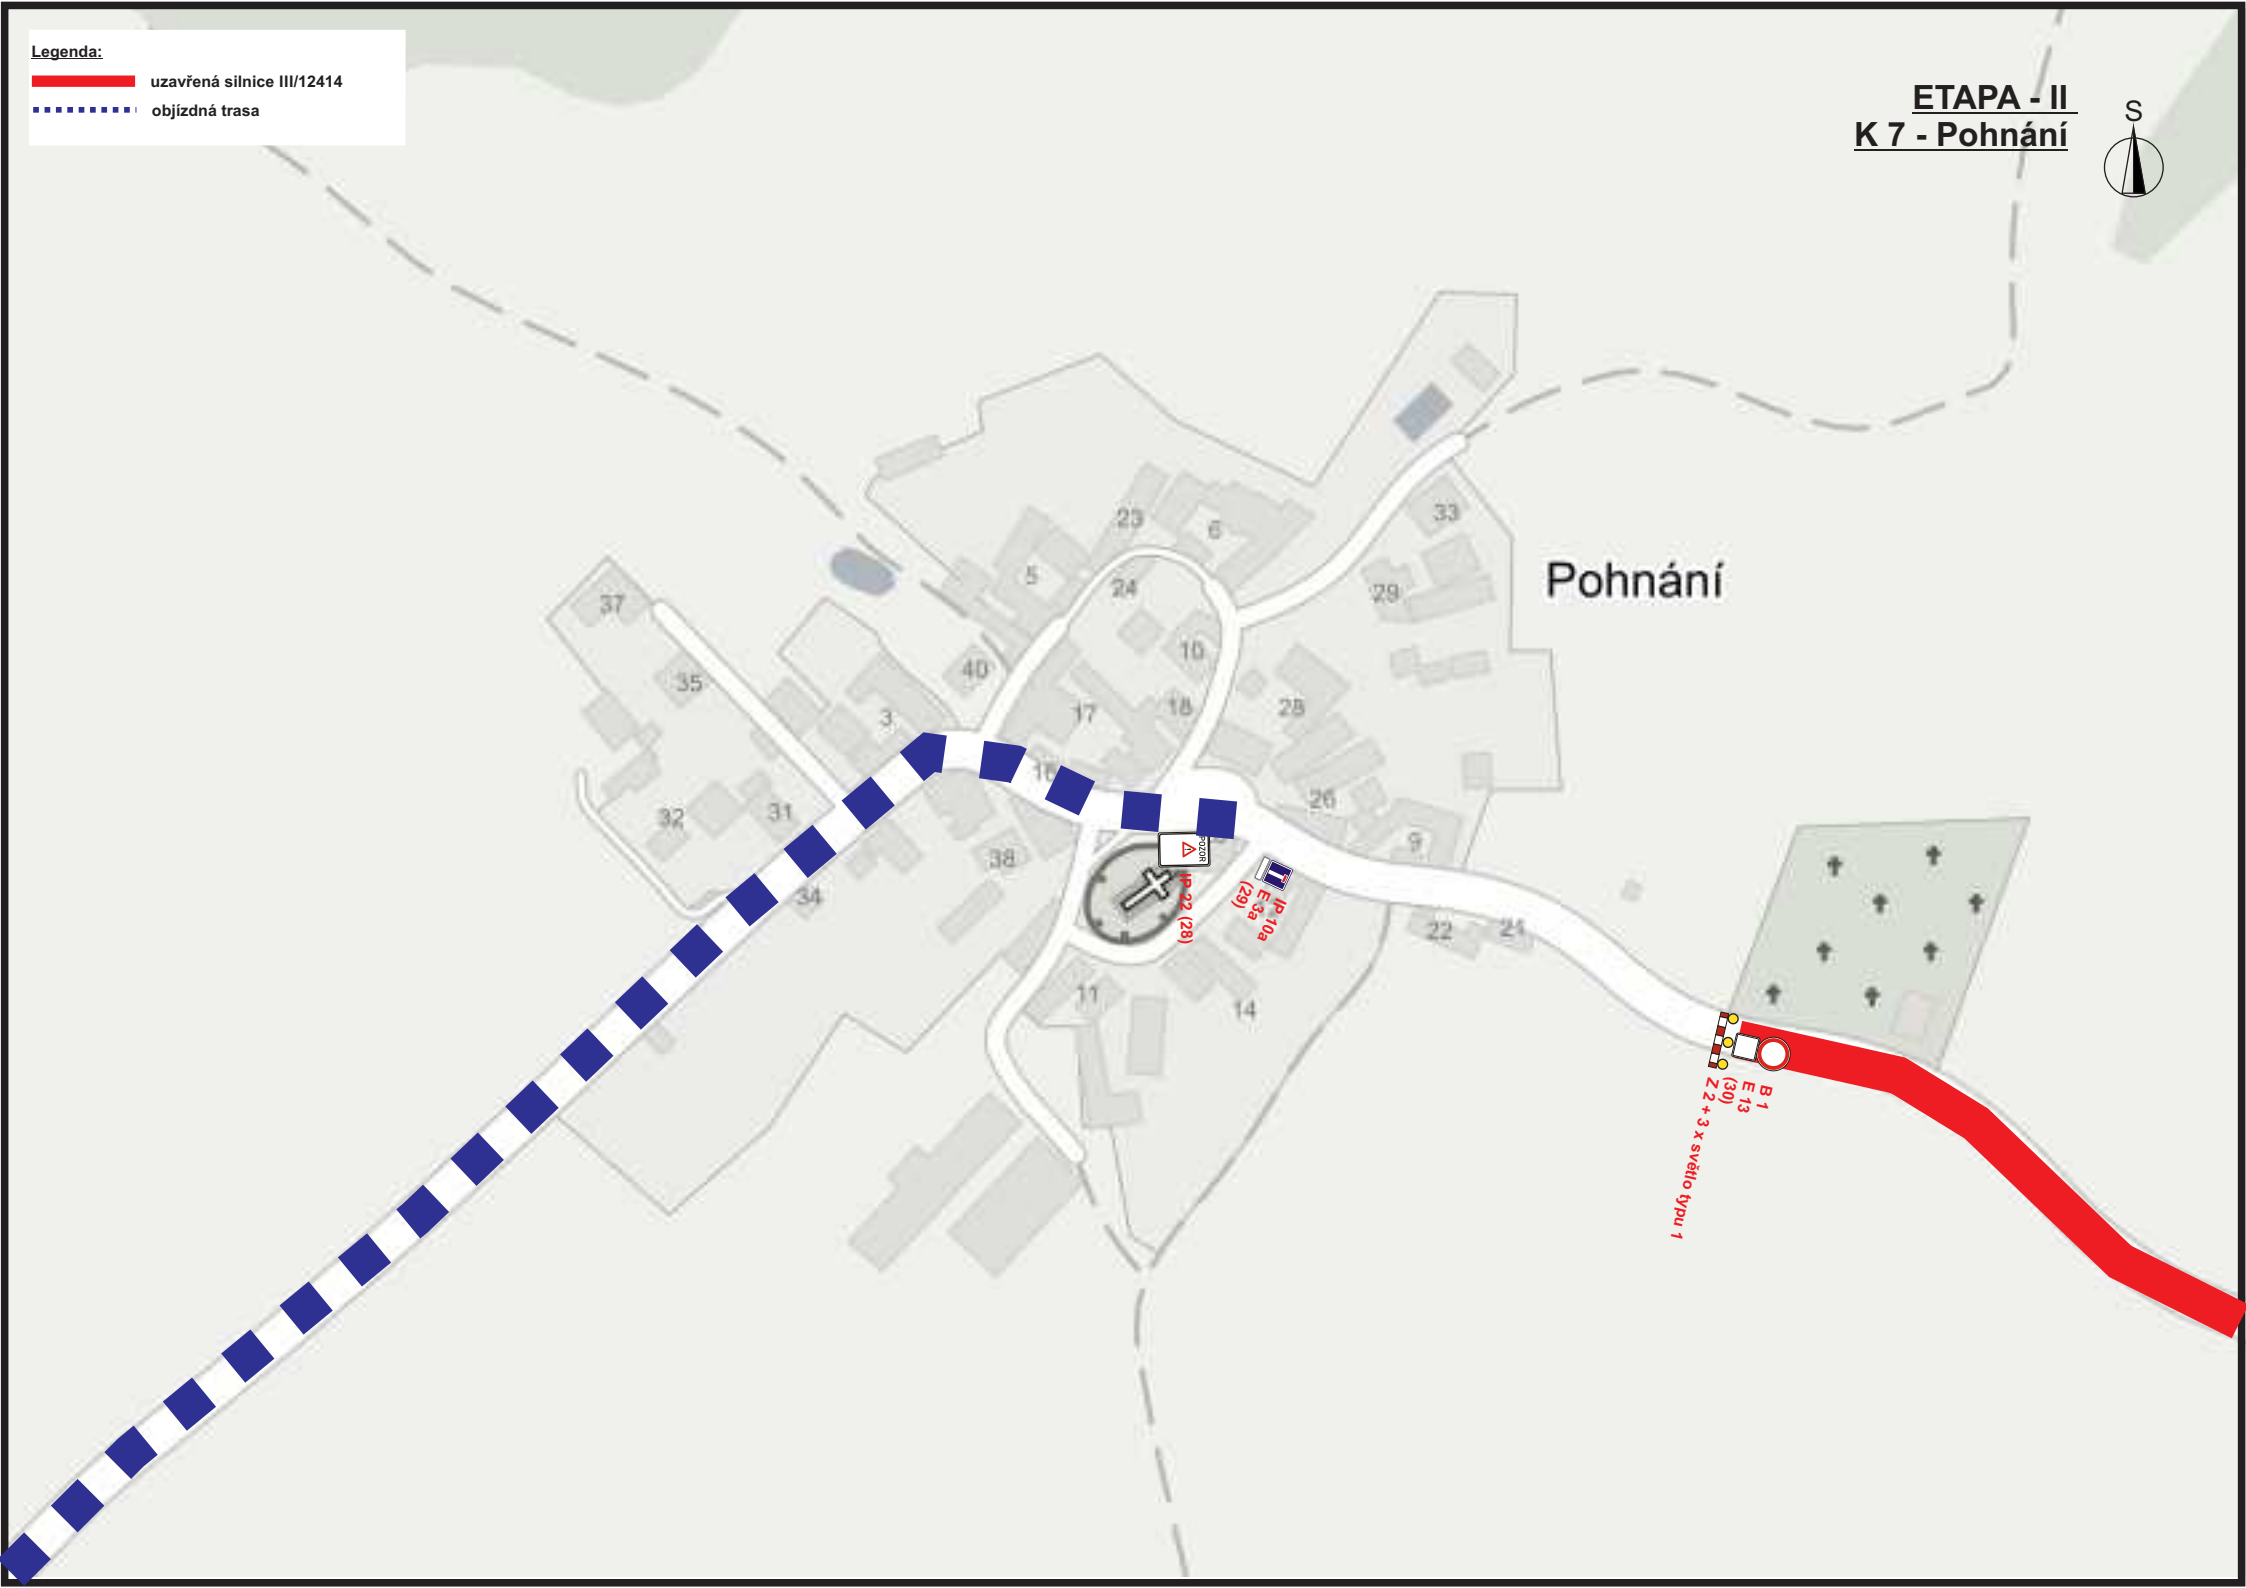 Legenda:
uzavřená silnice III/12414
objízdná trasa
ETAPA - II
K 7 - Pohnání
S
Pohnání
33
23
6
5
24
29
37
10
40
35
3
17
18
28
32
31
26
9
38
34
22
21
11
14
POZOR
IP 22 (28)
IP 10a
E 3a
(29)
B 1
E 13
(30)
Z 2 + 3 x světlo typu 1